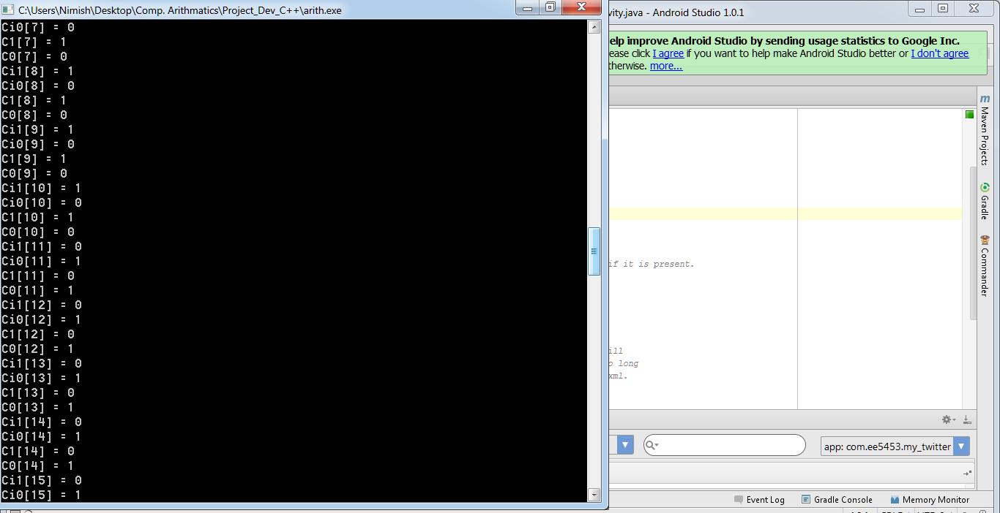 C:\Users\Nimish\Desktop\Comp. Arithmatics\Project_Dev_C++\arith.exe
Ci0[7] = 0
C1[7] = 1
C0[7] = 0
Ci1[8] = 1
Ci0[8] = 0
C1[8] = 1
C0[8] = 0
Ci1[9] = 1
Ci0[9] = 0
C1[9] = 1
C0[9] = 0
Ci1[10] = 1
Ci0[10] = 0
C1[10] = 1
C0[10] = 0
Ci1[11] = 0
Ci0[11] = 1
C1[11] = 0
C0[11] = 1
Ci1[12] = 0
Ci0[12] = 1
C1[12] = 0
C0[12] = 1
Ci1[13] = 0
Ci0[13] = 1
C1[13] = 0
C0[13] = 1
Ci1[14] = 0
Ci0[14] = 1
C1[14] = 0
C0[14] = 1
Ci1[15] = 0
Ci0[15] = 1
vity.java - Android Studio 1.0.1
elp improve Android Studio by sending usage statistics to Google Inc.
ease click I agree if you want to help make Android Studio better or I don't agree
therwise. more...
if it is present.
ill
o long
xml.
m
Maven Projects
Gradle
Commander
app: com.ee5453.my_twitter
Event Log
Gradle Console
Memory Monitor